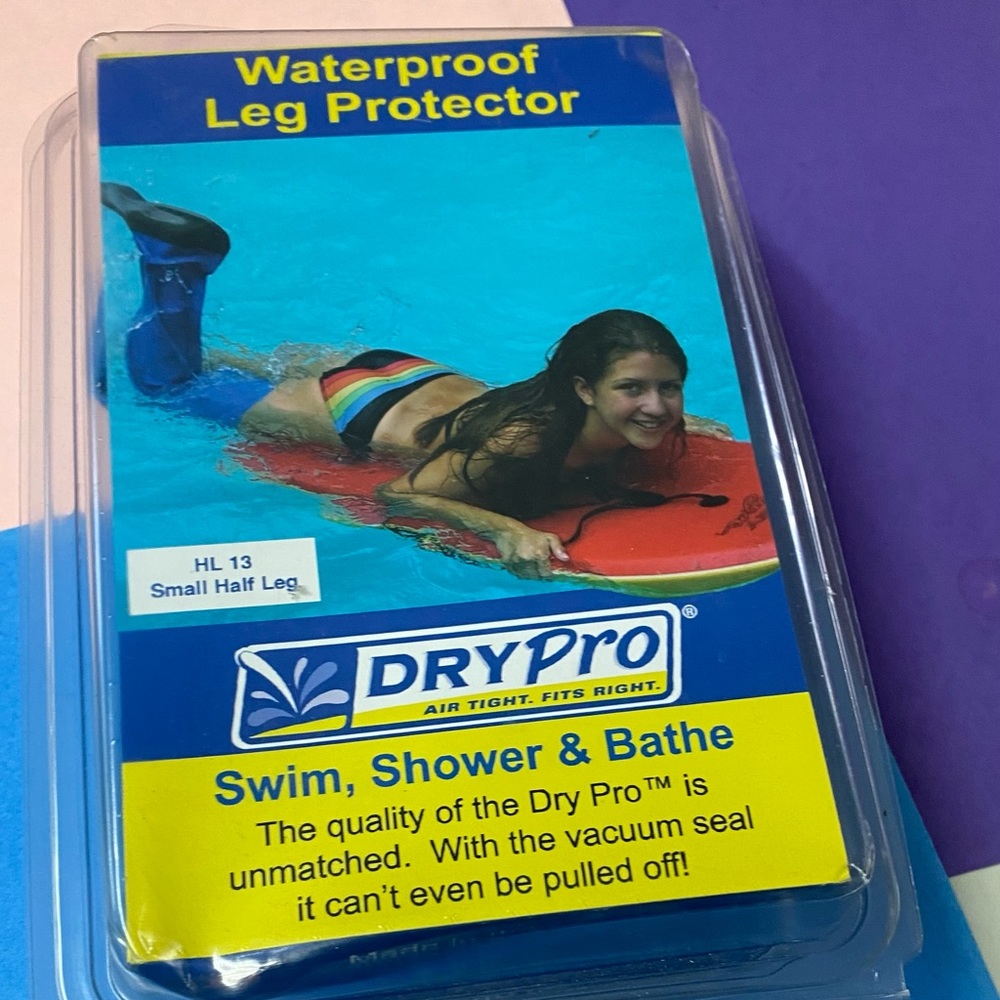 Waterproof
Leg Protector
HL 13
Small Half Leg
DRYPro®
AIR TIGHT. FITS RIGHT.
Swim, Shower & Bathe
The quality of the Dry Pro™ is
unmatched. With the vacuum seal
it can't even be pulled off!
Made